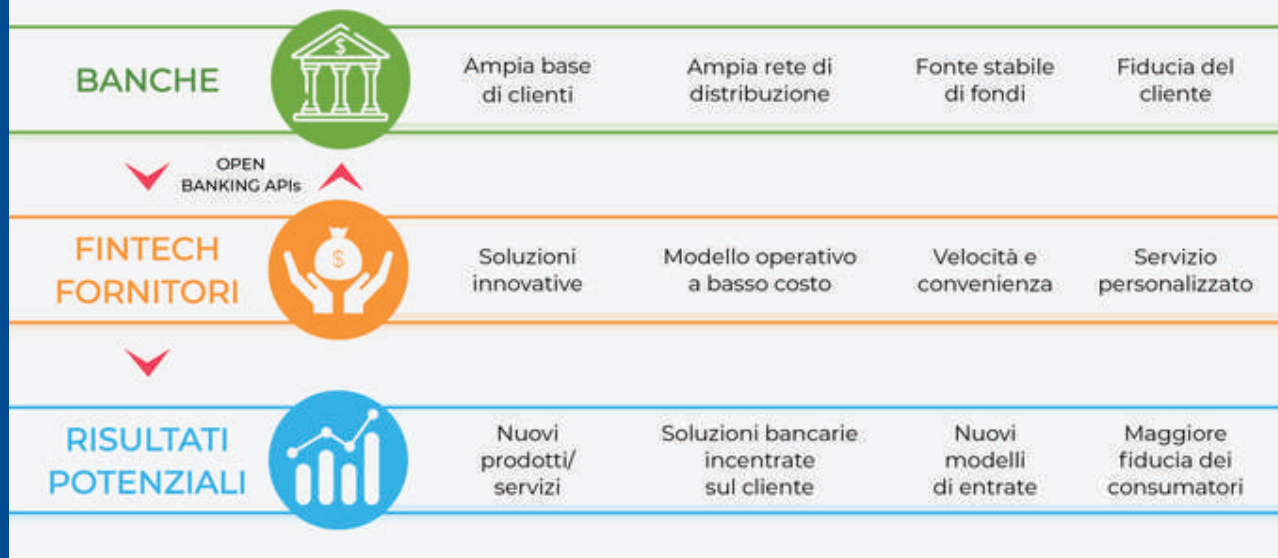 BANCHE
Ampia base
di clienti
Ampia rete di
distribuzione
Fonte stabile
di fondi
Fiducia del
cliente
OPEN
BANKING APIs
FINTECH
FORNITORI
$
Soluzioni
innovative
Modello operativo
a basso costo
Velocità e
convenienza
Servizio
personalizzato
RISULTATI
POTENZIALI
Nuovi
prodotti/
servizi
Soluzioni bancarie
incentrate
sul cliente
Nuovi
modelli
di entrate
Maggiore
fiducia dei
consumatori